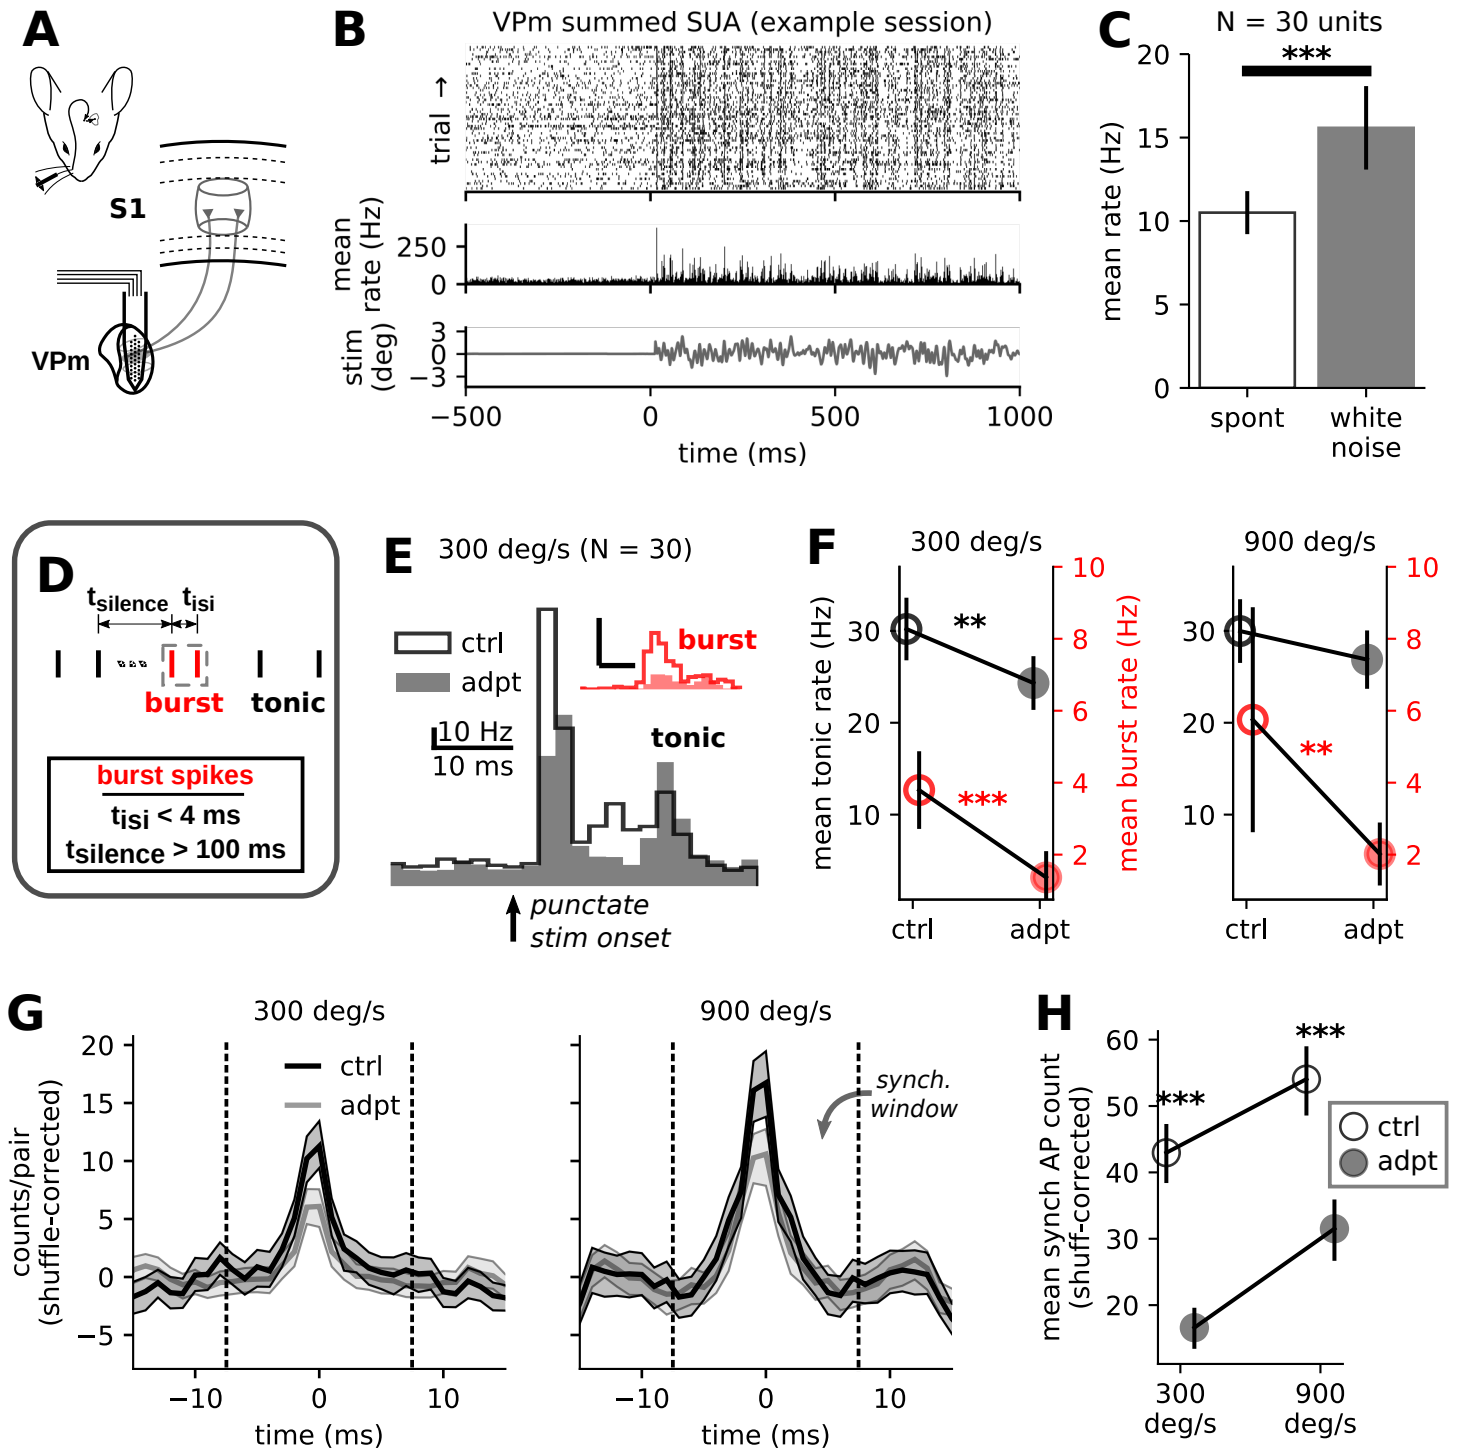 A
S1
VPm
B
VPm summed SUA (example session)
trial →
mean
rate (Hz)
250
0
stim
(deg)
3
0
−3
−500
0
500
1000
time (ms)
C
N = 30 units
***
mean rate (Hz)
20
15
10
5
0
spont
white
noise
D
tsilence
tisi
burst
tonic
burst spikes
tisi < 4 ms
tsilence > 100 ms
E
300 deg/s (N = 30)
ctrl
adpt
10 Hz
10 ms
burst
tonic
punctate
stim onset
F
300 deg/s
mean tonic rate (Hz)
30
20
10
**
***
10
8
6
4
2
mean burst rate (Hz)
ctrl
adpt
900 deg/s
30
20
10
**
10
8
6
4
2
ctrl
adpt
G
300 deg/s
counts/pair
(shuffle-corrected)
20
15
10
5
0
−5
ctrl
adpt
−10
0
10
time (ms)
900 deg/s
synch.
window
−10
0
10
time (ms)
H
mean synch AP count
(shuff-corrected)
60
50
40
30
20
***
***
ctrl
adpt
300
deg/s
900
deg/s